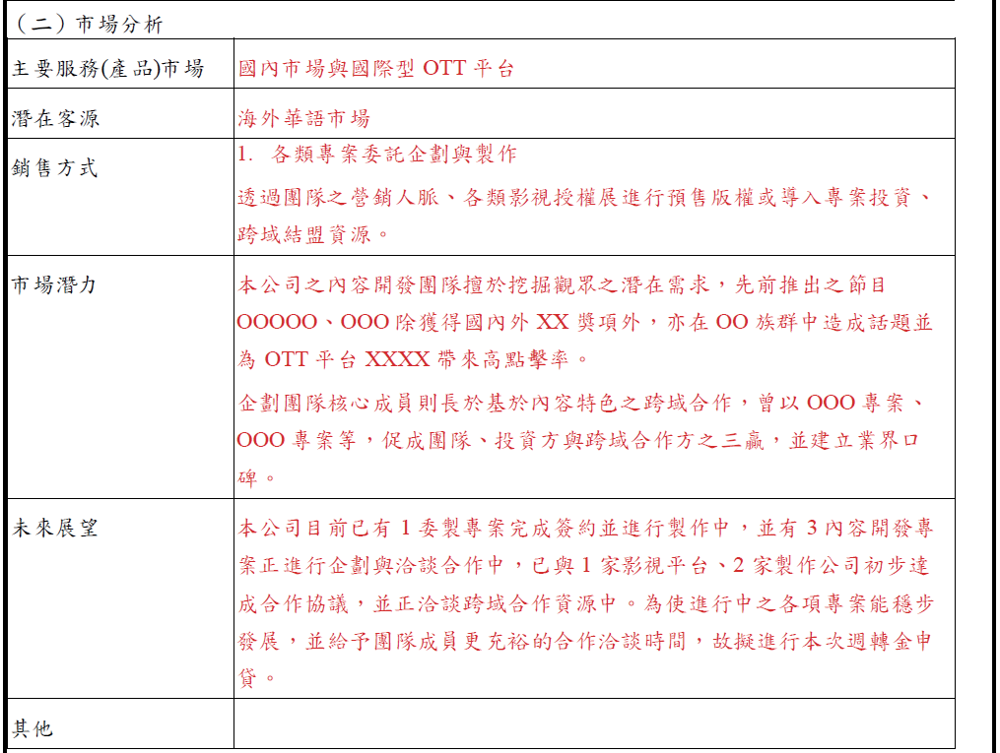 （二）市場分析
主要服務(產品)市場
國內市場與國際型 OTT 平台
潛在客源
海外華語市場
銷售方式
1. 各類專案委託企劃與製作
透過團隊之營銷人脈、各類影視授權展進行預售版權或導入專案投資、
跨域結盟資源。
市場潛力
本公司之內容開發團隊擅於挖掘觀眾之潛在需求，先前推出之節目
OOOOO、OOO 除獲得國內外 XX 獎項外，亦在 OO 族群中造成話題並
為 OTT 平台 XXXX 帶來高點擊率。
企劃團隊核心成員則長於基於內容特色之跨域合作，曾以 OOO 專案、
OOO 專案等，促成團隊、投資方與跨域合作方之三贏，並建立業界口
碑。
未來展望
本公司目前已有 1 委製專案完成簽約並進行製作中，並有 3 內容開發專
案正進行企劃與洽談合作中，已與 1 家影視平台、2 家製作公司初步達
成合作協議，並正洽談跨域合作資源中。為使進行中之各項專案能穩步
發展，並給予團隊成員更充裕的合作洽談時間，故擬進行本次週轉金申
貸。
其他